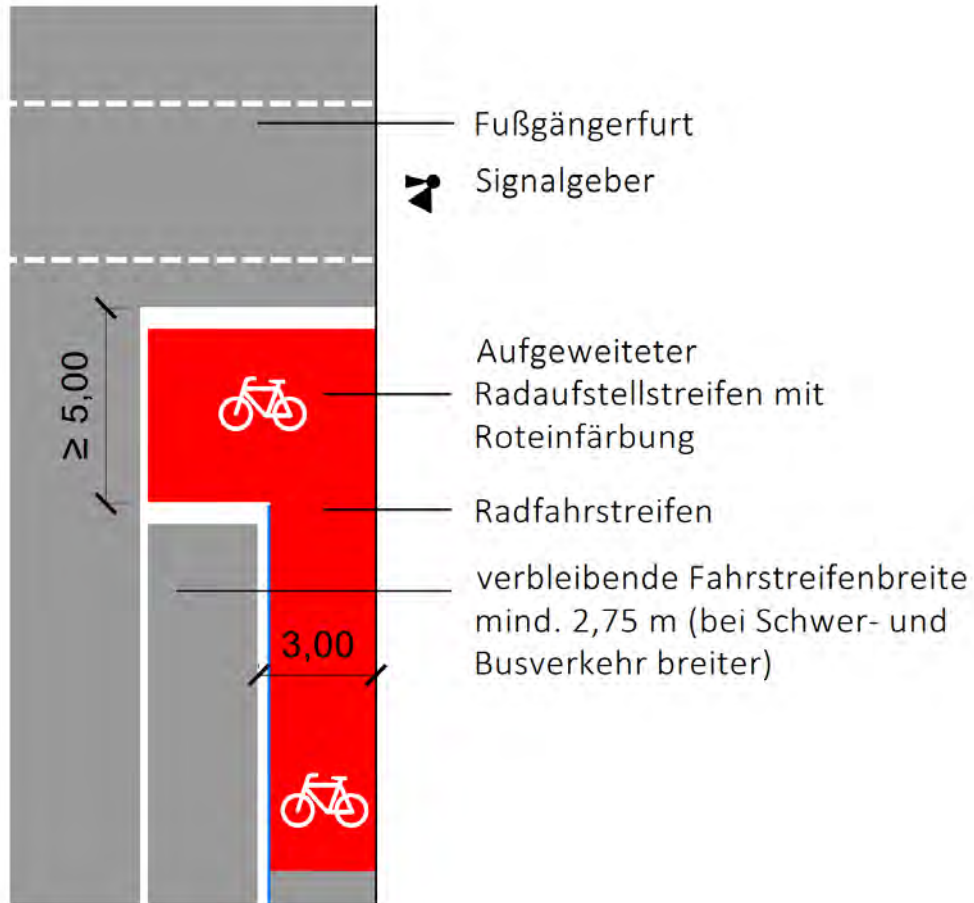 Fußgängerfurt
Signalgeber
≥ 5,00
Aufgeweiteter
Radaufstellstreifen mit
Roteinfärbung
Radfahrstreifen
verbleibende Fahrstreifenbreite
mind. 2,75 m (bei Schwer- und
Busverkehr breiter)
3,00